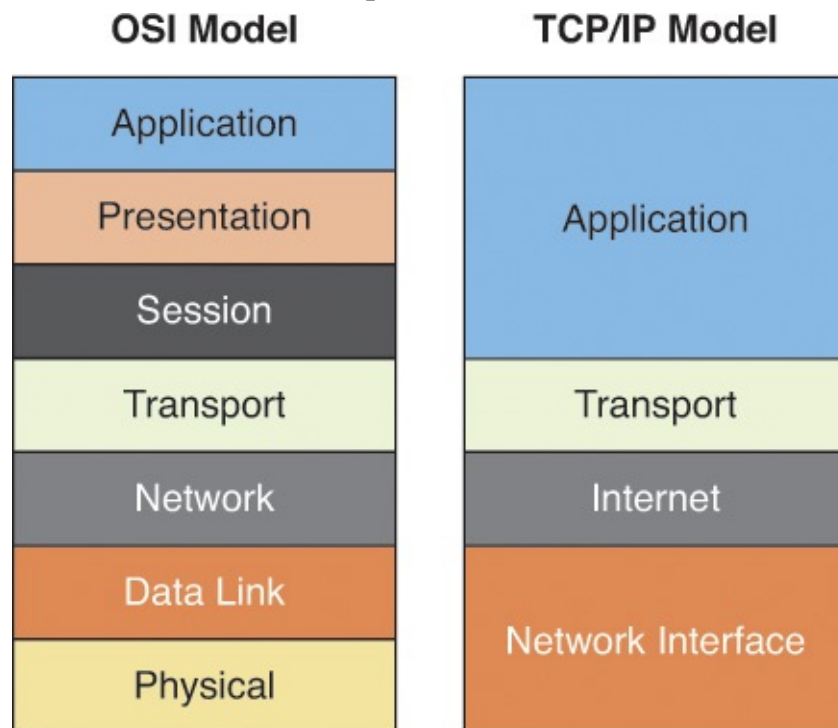 OSI Model
Application
Presentation
Session
Transport
Network
Data Link
Physical
TCP/IP Model
Application
Transport
Internet
Network Interface